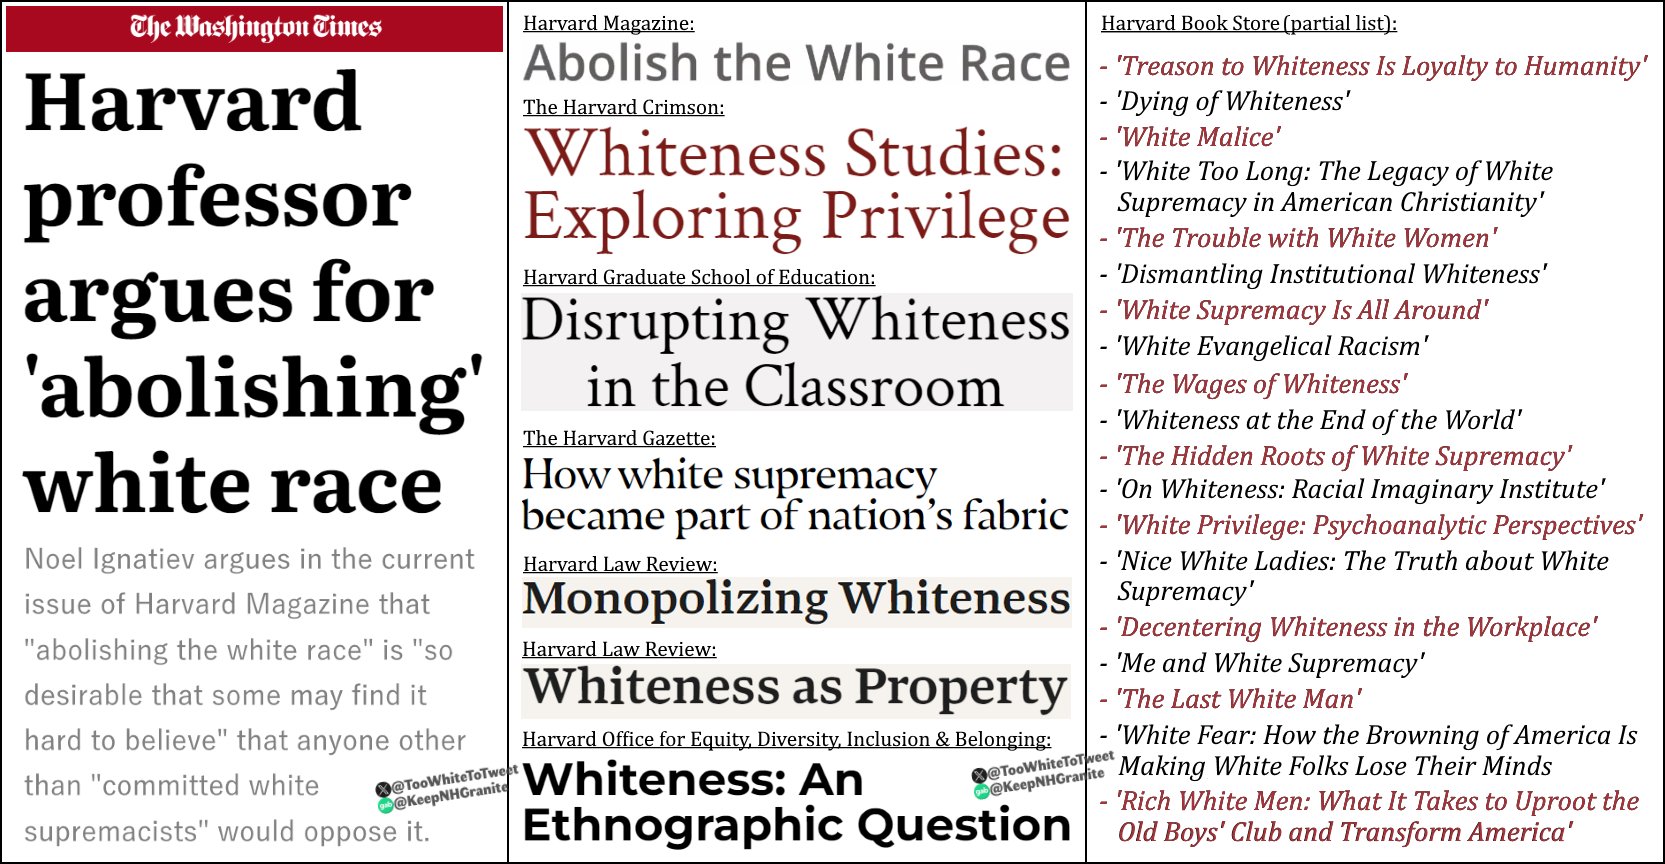 The Washington Times
Harvard
professor
argues for
'abolishing'
white race
Noel Ignatiev argues in the current
issue of Harvard Magazine that
"abolishing the white race" is "so
desirable that some may find it
hard to believe" that anyone other
than "committed white
supremacists" would oppose it.
@TooWhiteToTweet
gab @KeepNHGranite
Harvard Magazine:
Abolish the White Race
The Harvard Crimson:
Whiteness Studies:
Exploring Privilege
Harvard Graduate School of Education:
Disrupting Whiteness
in the Classroom
The Harvard Gazette:
How white supremacy
became part of nation's fabric
Harvard Law Review:
Monopolizing Whiteness
Harvard Law Review:
Whiteness as Property
Harvard Office for Equity, Diversity, Inclusion & Belonging:
Whiteness: An
Ethnographic Question
@TooWhiteToTweet
gab @KeepNHGranite
Harvard Book Store (partial list):
- 'Treason to Whiteness Is Loyalty to Humanity'
- 'Dying of Whiteness'
- 'White Malice'
- 'White Too Long: The Legacy of White
Supremacy in American Christianity'
- 'The Trouble with White Women'
- 'Dismantling Institutional Whiteness'
- 'White Supremacy Is All Around'
- 'White Evangelical Racism'
- 'The Wages of Whiteness'
- 'Whiteness at the End of the World'
- 'The Hidden Roots of White Supremacy'
- 'On Whiteness: Racial Imaginary Institute'
- 'White Privilege: Psychoanalytic Perspectives'
- 'Nice White Ladies: The Truth about White
Supremacy'
- 'Decentering Whiteness in the Workplace'
- 'Me and White Supremacy'
- 'The Last White Man'
- 'White Fear: How the Browning of America Is
Making White Folks Lose Their Minds
- 'Rich White Men: What It Takes to Uproot the
Old Boys' Club and Transform America'